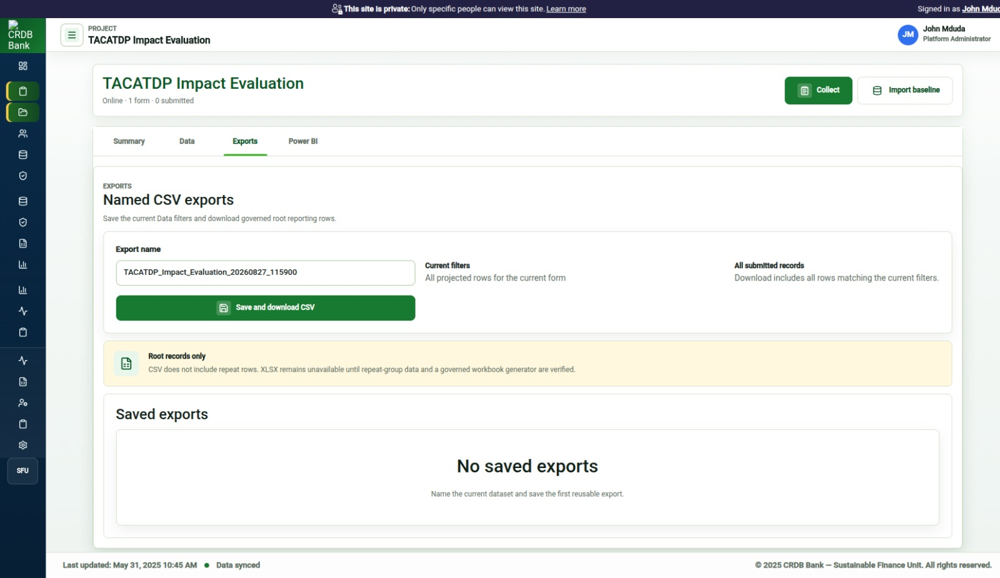 This site is private: Only specific people can view this site. Learn more
Signed in as John Mduc
CRDB
Bank
PROJECT
TACATDP Impact Evaluation
JM
John Mduda
Platform Administrator
TACATDP Impact Evaluation
Online · 1 form · 0 submitted
Collect
Import baseline
Summary
Data
Exports
Power BI
EXPORTS
Named CSV exports
Save the current Data filters and download governed root reporting rows.
Export name
TACATDP_Impact_Evaluation_20260827_115900
Current filters
All projected rows for the current form
All submitted records
Download includes all rows matching the current filters.
Save and download CSV
Root records only
CSV does not include repeat rows. XLSX remains unavailable until repeat-group data and a governed workbook generator are verified.
Saved exports
No saved exports
Name the current dataset and save the first reusable export.
SFU
Last updated: May 31, 2025 10:45 AM
Data synced
© 2025 CRDB Bank — Sustainable Finance Unit. All rights reserved.